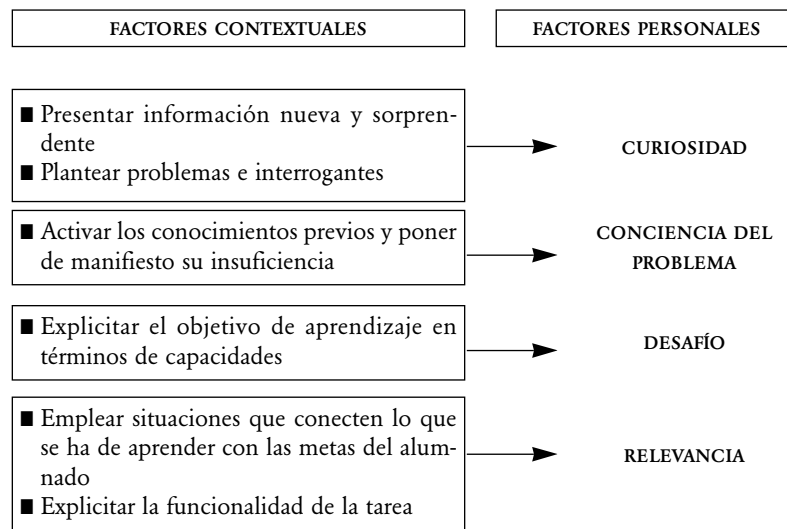 FACTORES CONTEXTUALES
FACTORES PERSONALES
■ Presentar información nueva y sorpren-
dente
■ Plantear problemas e interrogantes
CURIOSIDAD
■ Activar los conocimientos previos y poner
de manifiesto su insuficiencia
CONCIENCIA DEL
PROBLEMA
■ Explicitar el objetivo de aprendizaje en
términos de capacidades
DESAFÍO
■ Emplear situaciones que conecten lo que
se ha de aprender con las metas del alum-
nado
■ Explicitar la funcionalidad de la tarea
RELEVANCIA